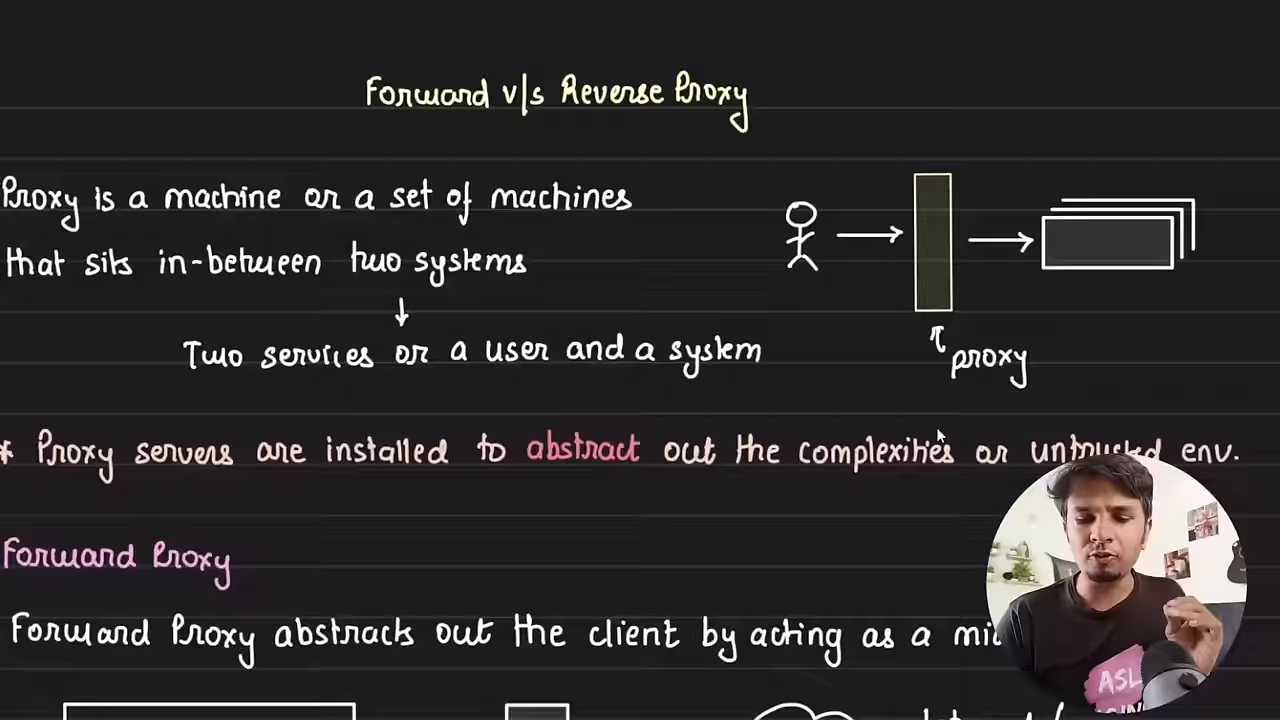 Forward v/s Reverse Proxy
Proxy is a machine or a set of machines
that sits in-between two systems
Two services or a user and a system
proxy
* Proxy servers are installed to abstract out the complexities or untrusted env.
Forward Proxy
Forward Proxy abstracts out the client by acting as a
ASL